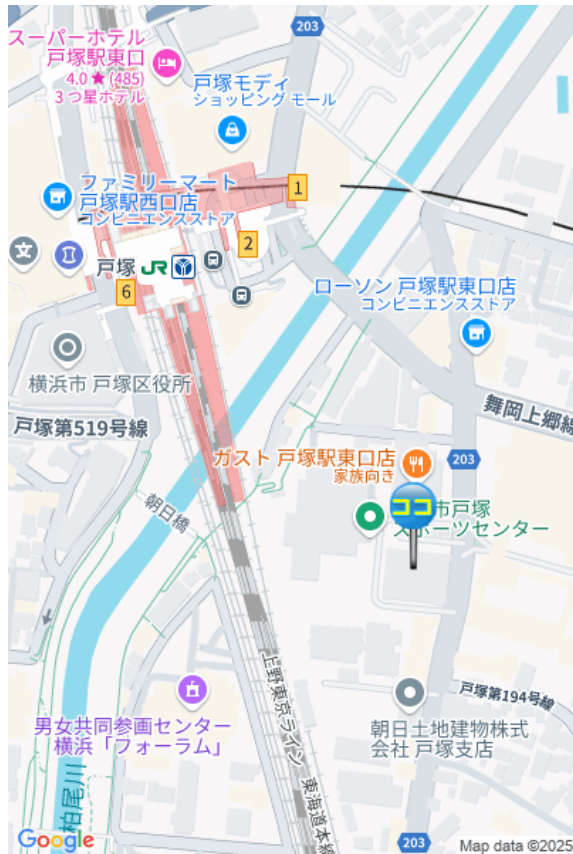 スーパーホテル
戸塚駅東口
4.0★(485)
3つ星ホテル
203
戸塚モディ
ショッピング モール
ファミリーマート
戸塚駅西口店
コンビニエンスストア
1
2
文
戸塚 JR
6
ローソン 戸塚駅東口店
コンビニエンスストア
横浜市 戸塚区役所
舞岡上郷線
戸塚第519号線
ガスト 戸塚駅東口店
家族向き
203
ココ
市戸塚
スポーツセンター
朝日橋
上野東京ライン
東海道本線
戸塚第194号線
男女共同参画センター
横浜「フォーラム」
朝日土地建物株式
会社 戸塚支店
柏尾川
Google
203
Map data ©2025